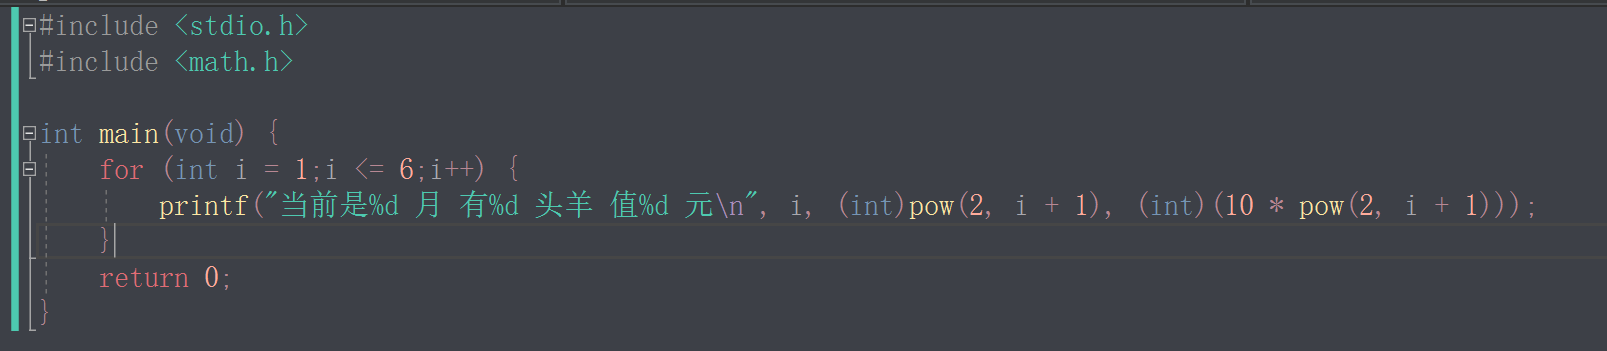 #include <stdio.h>
#include <math.h>
int main(void) {
for (int i = 1;i <= 6;i++) {
printf("当前是%d 月 有%d 头羊 值%d 元\n", i, (int)pow(2, i + 1), (int)(10 * pow(2, i + 1)));
}
return 0;
}